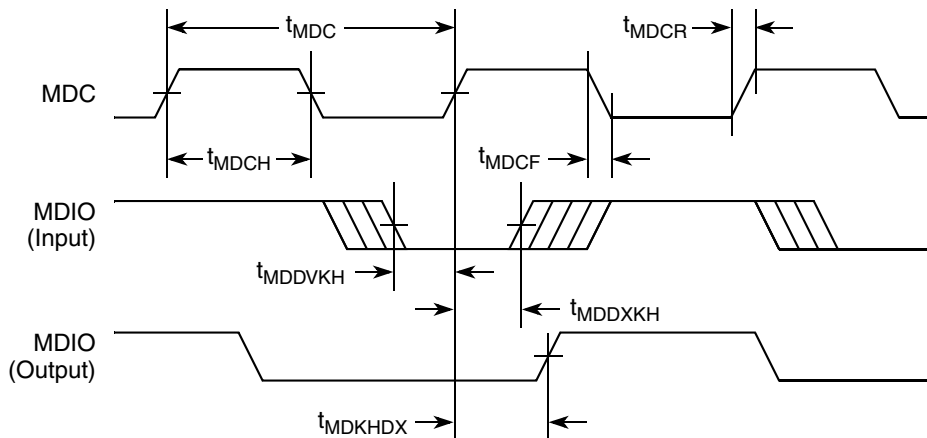 tMDC
tMDCR
MDC
tMDCH
tMDCF
MDIO
(Input)
tMDDVKH
tMDDXKH
MDIO
(Output)
tMDKHDX